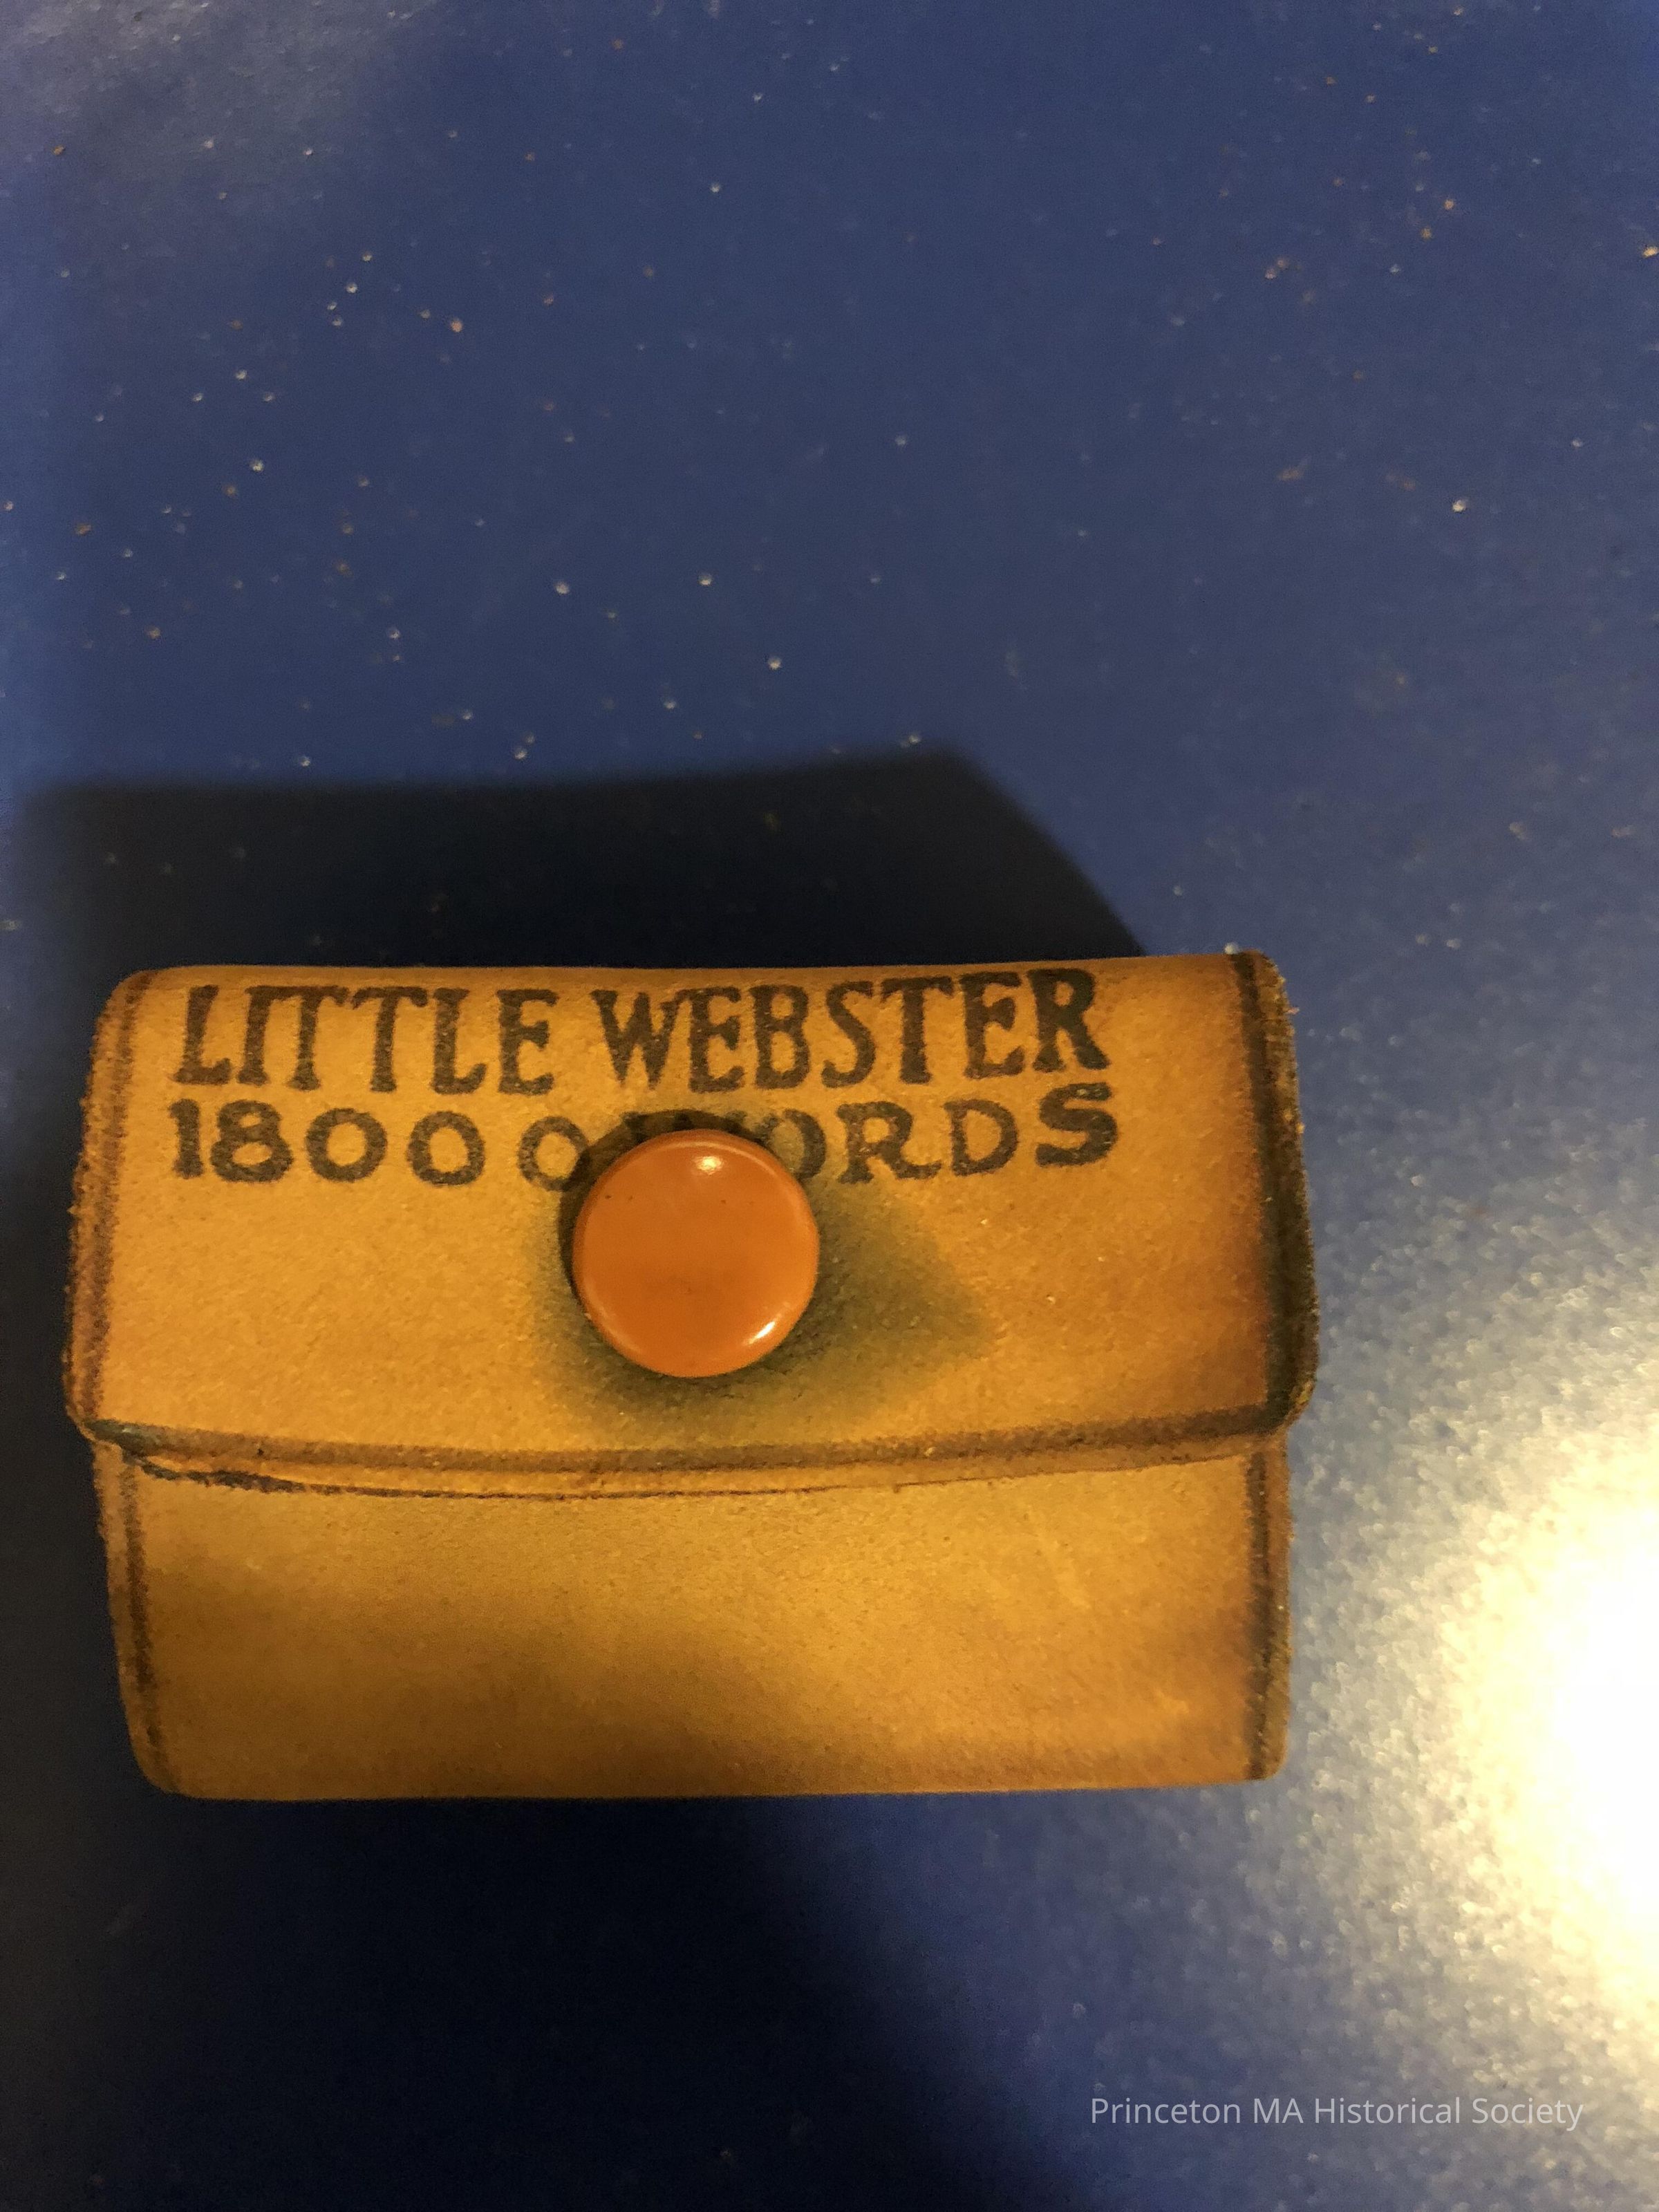 LITTLE WEBSTER
18000 WORDS
Princeton MA Historical Society